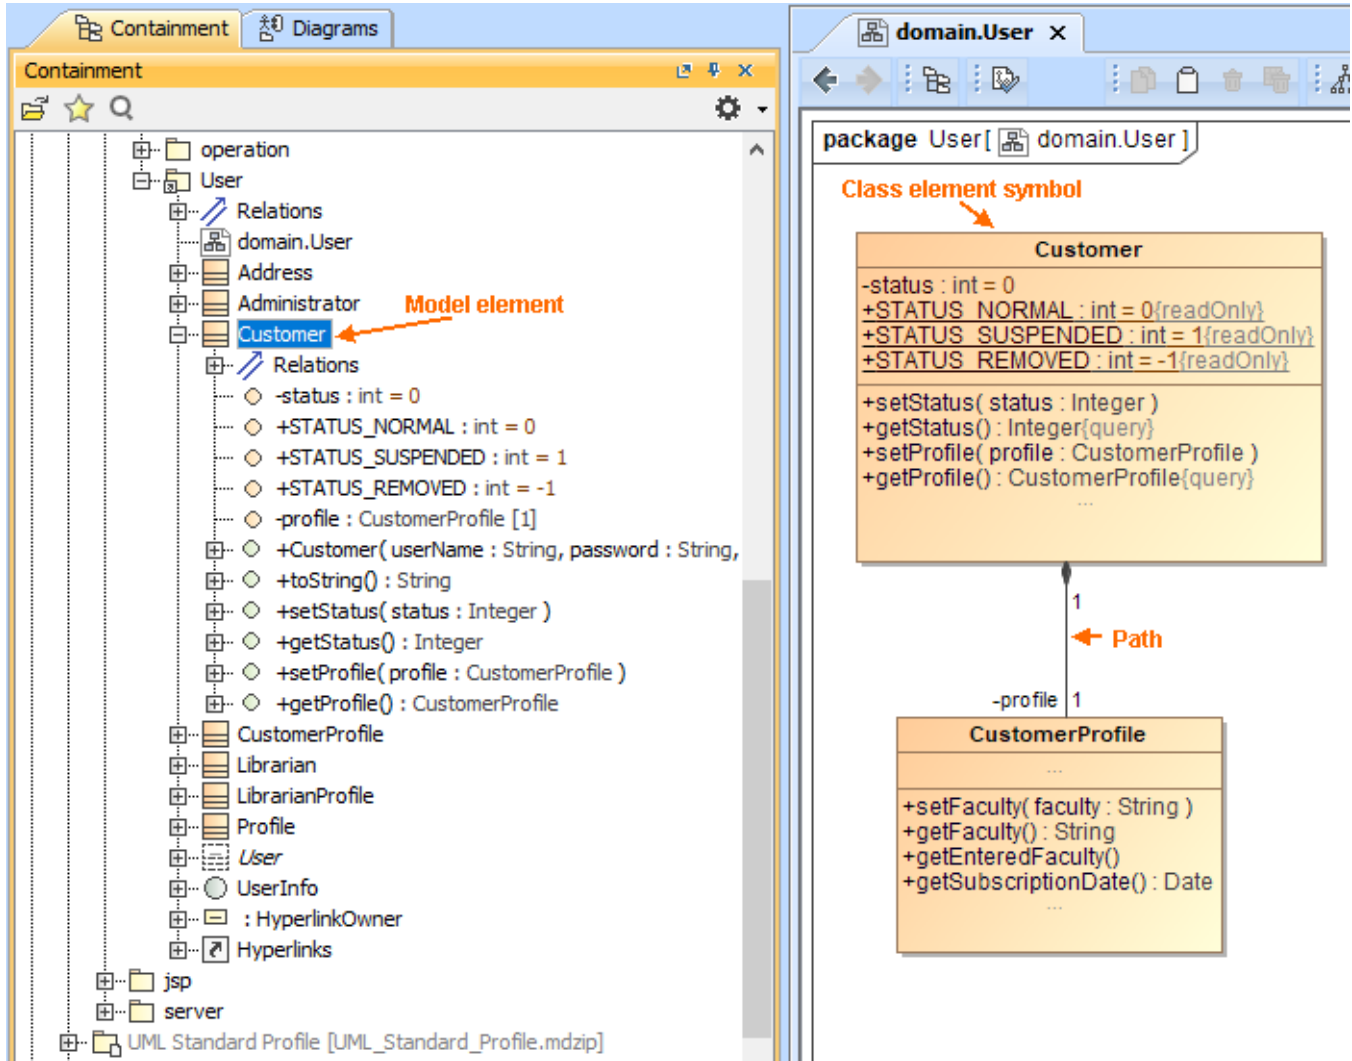 Containment
Diagrams
Containment
operation
User
Relations
domain.User
Address
Administrator
Model element
Customer
Relations
-status : int = 0
+STATUS_NORMAL : int = 0
+STATUS_SUSPENDED : int = 1
+STATUS_REMOVED : int = -1
-profile : CustomerProfile [1]
+Customer( userName : String, password : String,
+toString() : String
+setStatus( status : Integer )
+getStatus() : Integer
+setProfile( profile : CustomerProfile )
+getProfile() : CustomerProfile
CustomerProfile
Librarian
LibrarianProfile
Profile
User
UserInfo
: HyperlinkOwner
Hyperlinks
jsp
server
UML Standard Profile [UML_Standard_Profile.mdzip]
domain.User
package User[ domain.User ]
Class element symbol
Customer
-status : int = 0
+STATUS_NORMAL : int = 0{readOnly}
+STATUS_SUSPENDED : int = 1{readOnly}
+STATUS_REMOVED : int = -1{readOnly}
+setStatus( status : Integer )
+getStatus() : Integer{query}
+setProfile( profile : CustomerProfile )
+getProfile() : CustomerProfile{query}
...
1
Path
-profile 1
CustomerProfile
...
+setFaculty( faculty : String )
+getFaculty() : String
+getEnteredFaculty()
+getSubscriptionDate() : Date
...